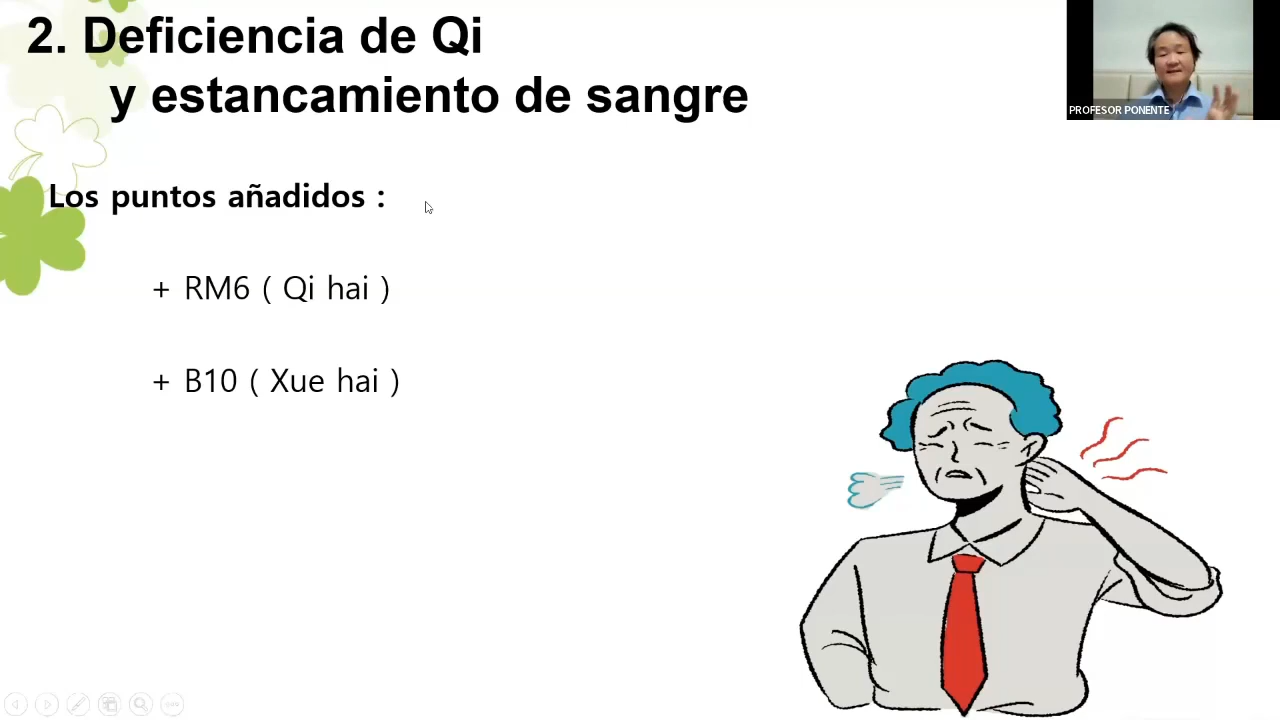 2. Deficiencia de Qi
y estancamiento de sangre
PROFESOR PONENTE
Los puntos añadidos :
+ RM6 ( Qi hai )
+ B10 ( Xue hai )